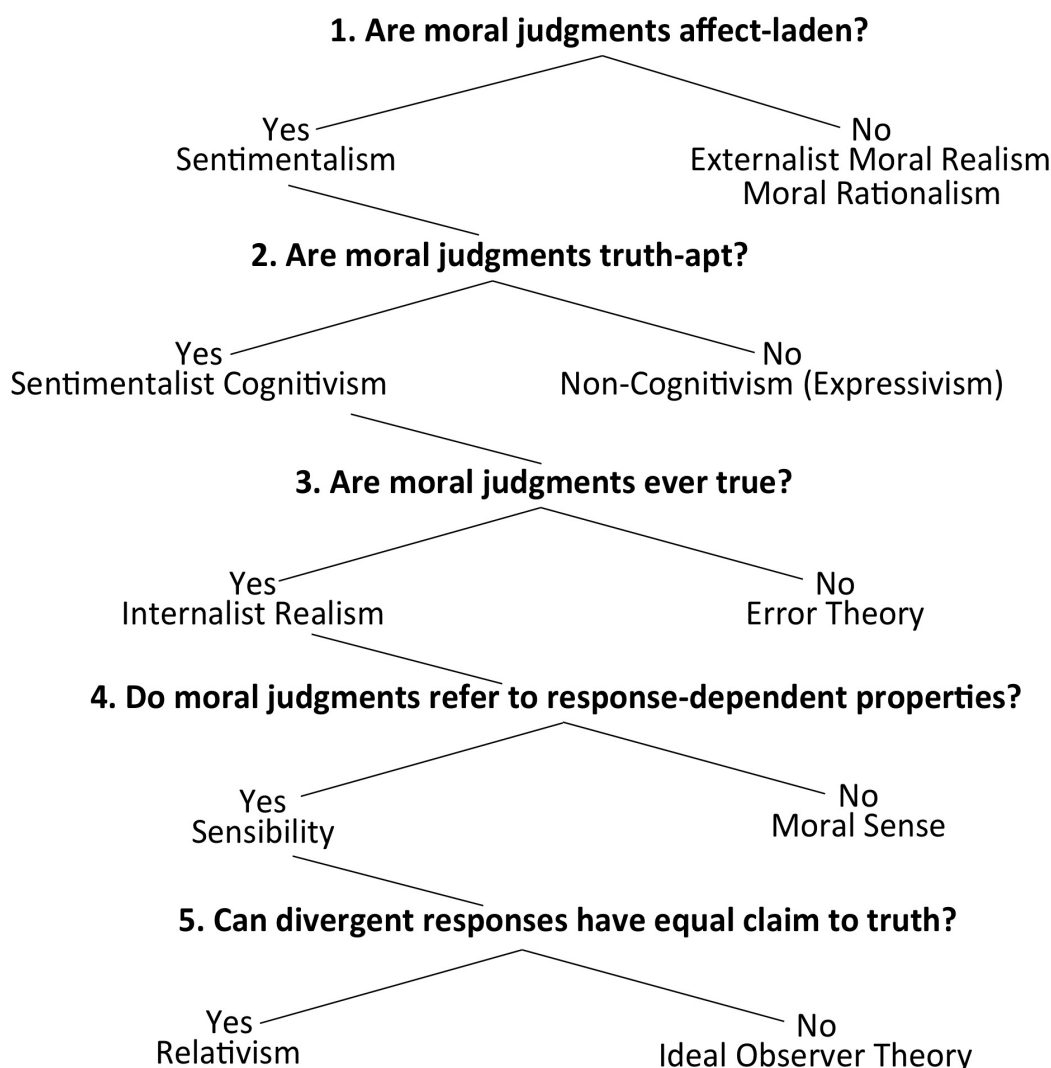 1. Are moral judgments affect-laden?
Yes
No
Sentimentalism
Externalist Moral Realism
Moral Rationalism
2. Are moral judgments truth-apt?
Yes
No
Sentimentalist Cognitivism
Non-Cognitivism (Expressivism)
3. Are moral judgments ever true?
Yes
No
Internalist Realism
Error Theory
4. Do moral judgments refer to response-dependent properties?
Yes
No
Sensibility
Moral Sense
5. Can divergent responses have equal claim to truth?
Yes
No
Relativism
Ideal Observer Theory